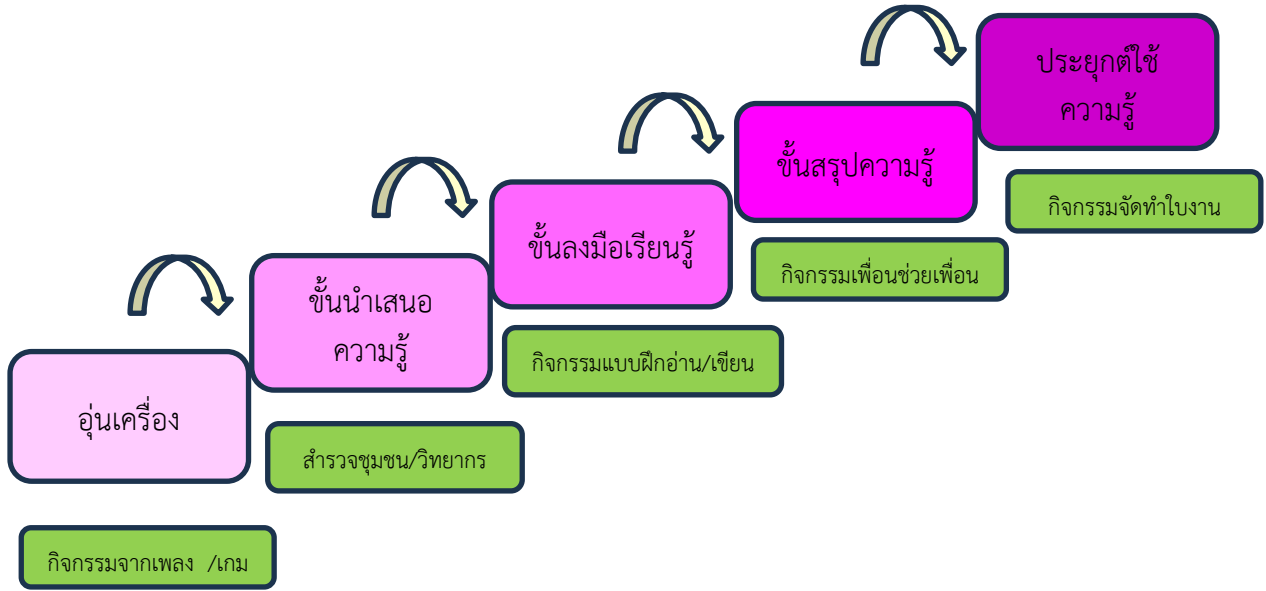 อุ่นเครื่อง
กิจกรรมจากเพลง /เกม
ขั้นนำเสนอ
ความรู้
สำรวจชุมชน/วิทยากร
ขั้นลงมือเรียนรู้
กิจกรรมแบบฝึกอ่าน/เขียน
ขั้นสรุปความรู้
กิจกรรมเพื่อนช่วยเพื่อน
ประยุกต์ใช้
ความรู้
กิจกรรมจัดทำใบงาน